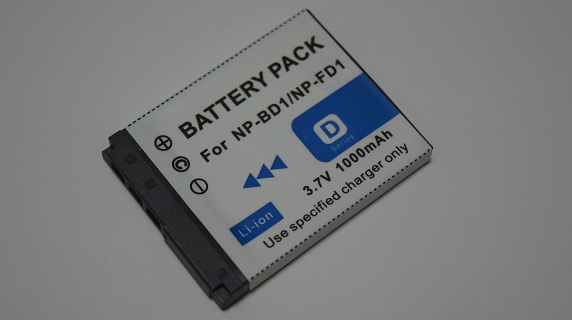 BATTERY PACK
For NP-BD1/NP-FD1
D
Series
3.7V 1000mAh
Li-ion
Use specified charger only